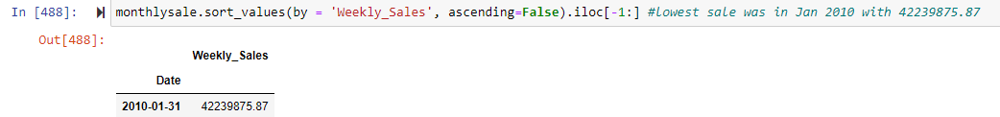 In [488]: monthlysale.sort_values(by = 'Weekly_Sales', ascending=False).iloc[-1:] #lowest sale was in Jan 2010 with 42239875.87
Out[488]:
Weekly_Sales
Date
2010-01-31 42239875.87